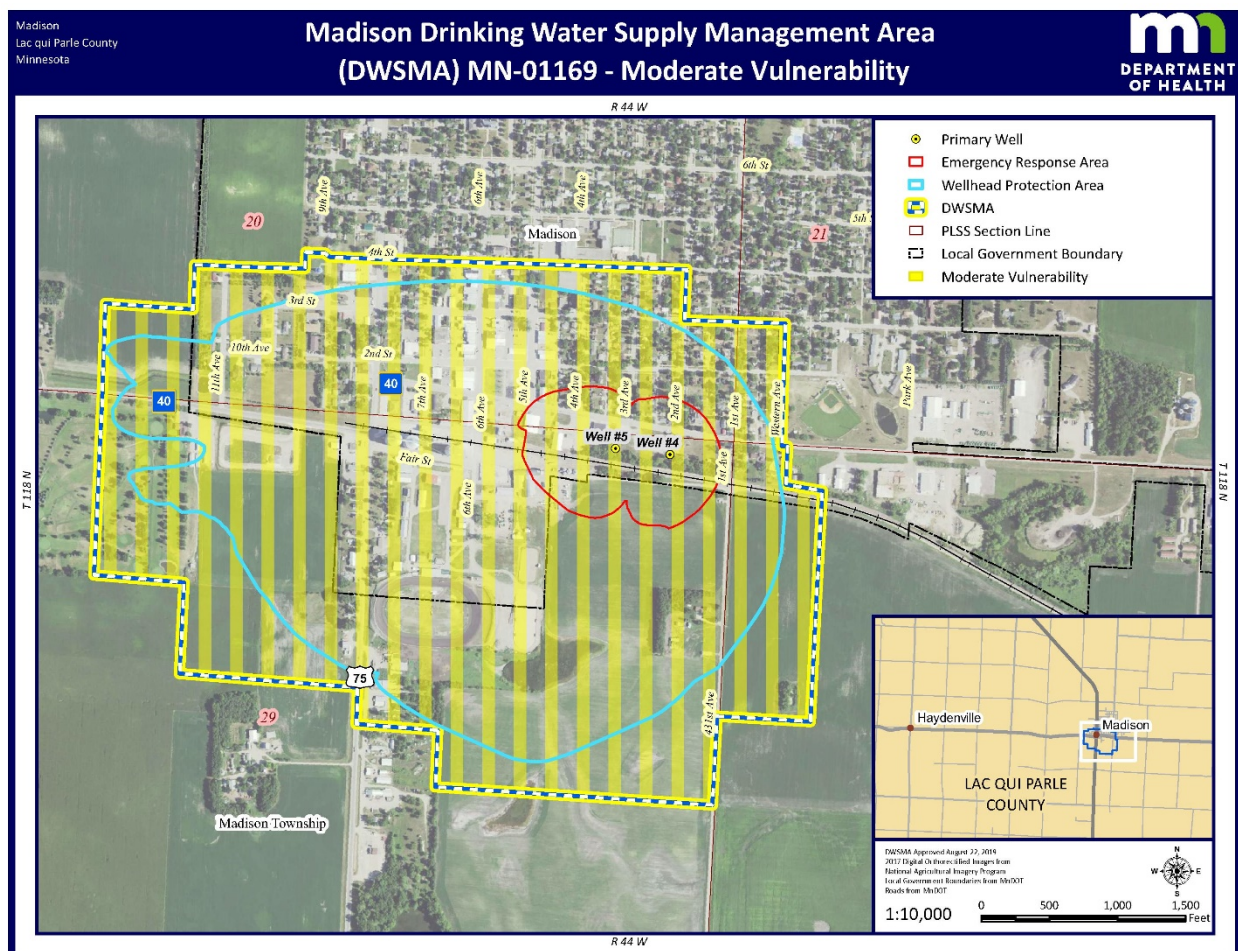 Madison
Lac qui Parle County
Minnesota
Madison Drinking Water Supply Management Area
(DWSMA) MN-01169 - Moderate Vulnerability
DEPARTMENT
OF HEALTH
R 44 W
Primary Well
Emergency Response Area
Wellhead Protection Area
DWSMA
PLSS Section Line
Local Government Boundary
Moderate Vulnerability
6th St
9th Ave
6th Ave
4th Ave
5th S
20
Madison
21
4th St
3rd St
10th Ave
2nd St
11th Ave
40
40
7th Ave
6th Ave
5th Ave
4th Ave
3rd Ave
2nd Ave
1st Ave
Western Ave
Park Ave
Well #5
Well #4
Fair St
6th Ave
1st Ave
T 118 N
T 118 N
75
431st Ave
29
Madison Township
Haydenville
Madison
LAC QUI PARLE
COUNTY
DWSMA Approved August 22, 2019
2017 Digital Orthorectified Images from
National Agricultural Imagery Program
Local Government Boundaries from MnDOT
Roads from MnDOT
N
W
E
S
1:10,000
0 500 1,000 1,500
Feet
R 44 W